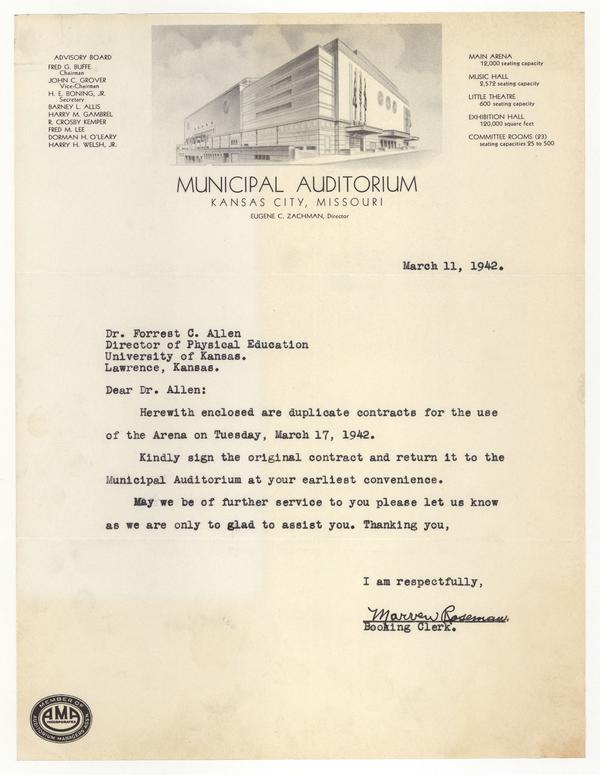 ADVISORY BOARD
FRED G. BUFFE
Chairman
JOHN C. GROVER
Vice-Chairman
H. E. BONING, JR.
Secretary
BARNEY L. ALLIS
HARRY M. GAMBREL
R. CROSBY KEMPER
FRED M. LEE
DORMAN H. O'LEARY
HARRY H. WELSH, JR.
MAIN ARENA
12,000 seating capacity
MUSIC HALL
2,572 seating capacity
LITTLE THEATRE
600 seating capacity
EXHIBITION HALL
120,000 square feet
COMMITTEE ROOMS (23)
seating capacities 25 to 500
MUNICIPAL AUDITORIUM
KANSAS CITY, MISSOURI
EUGENE C. ZACHMAN, Director
March 11, 1942.
Dr. Forrest C. Allen
Director of Physical Education
University of Kansas.
Lawrence, Kansas.
Dear Dr. Allen:
Herewith enclosed are duplicate contracts for the use
of the Arena on Tuesday, March 17, 1942.
Kindly sign the original contract and return it to the
Municipal Auditorium at your earliest convenience.
May we be of further service to you please let us know
as we are only to glad to assist you. Thanking you,
I am respectfully,
Marvew Roseman.
Booking Clerk.
MEMBER OF
AMA
INCORPORATED
AUDITORIUM MANAGERS ASS'N